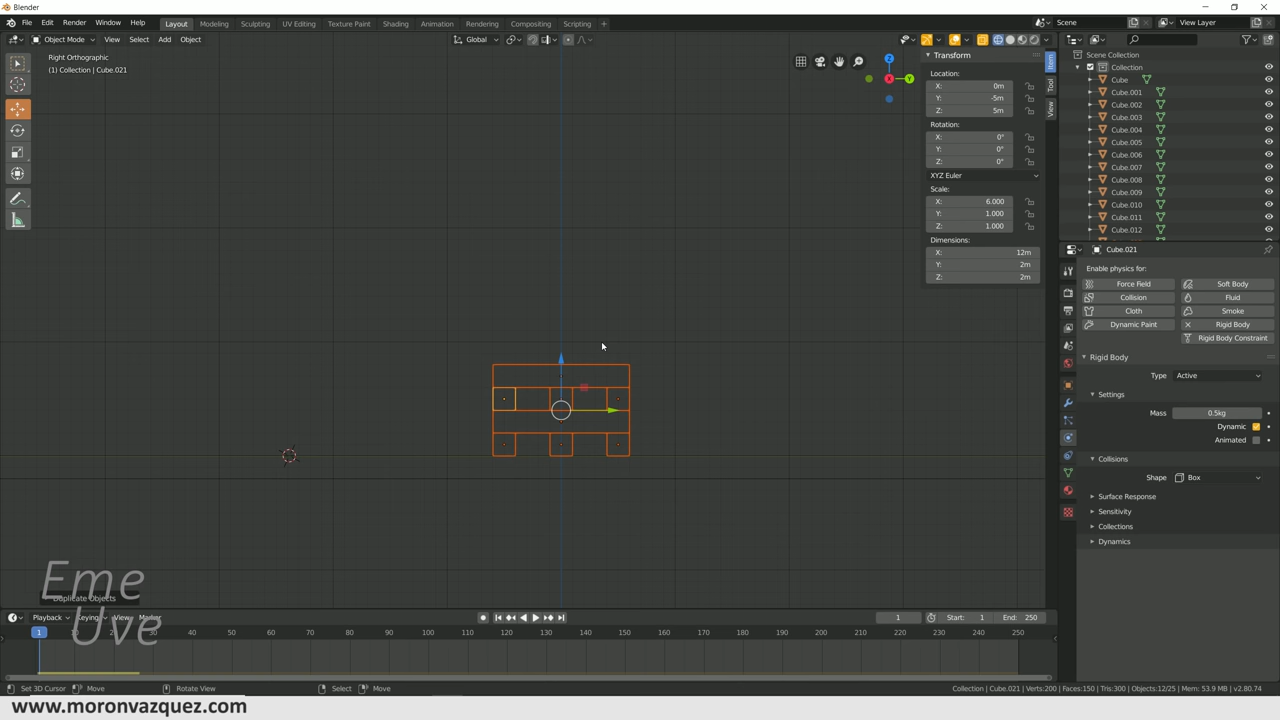 Blender
File Edit Render Window Help
Layout Modeling Sculpting UV Editing Texture Paint Shading Animation Rendering Compositing Scripting +
Scene
View Layer
Object Mode View Select Add Object
Global
Right Orthographic
(1) Collection | Cube.021
Transform
Location:
X: 0m
Y: -5m
Z: 5m
Rotation:
X: 0°
Y: 0°
Z: 0°
XYZ Euler
Scale:
X: 6.000
Y: 1.000
Z: 1.000
Dimensions:
X: 12m
Y: 2m
Z: 2m
Item
Tool
View
Z
X
Y
Scene Collection
Collection
Cube
Cube.001
Cube.002
Cube.003
Cube.004
Cube.005
Cube.006
Cube.007
Cube.008
Cube.009
Cube.010
Cube.011
Cube.012
Cube.021
Enable physics for:
Force Field Soft Body
Collision Fluid
Cloth Smoke
Dynamic Paint Rigid Body
Rigid Body Constraint
Rigid Body
Type Active
Settings
Mass 0.5kg
Dynamic
Animated
Collisions
Shape Box
Surface Response
Sensitivity
Collections
Dynamics
Duplicate Objects
Eme
Uve
Playback Keying View Marker
1 Start: 1 End: 250
1 10 20 30 40 50 60 70 80 90 100 110 120 130 140 150 160 170 180 190 200 210 220 230 240 250
Set 3D Cursor Move Rotate View Select Move
Collection | Cube.021 | Verts:200 | Faces:150 | Tris:300 | Objects:12/25 | Mem: 53.9 MB | v2.80.74
www.moronvazquez.com